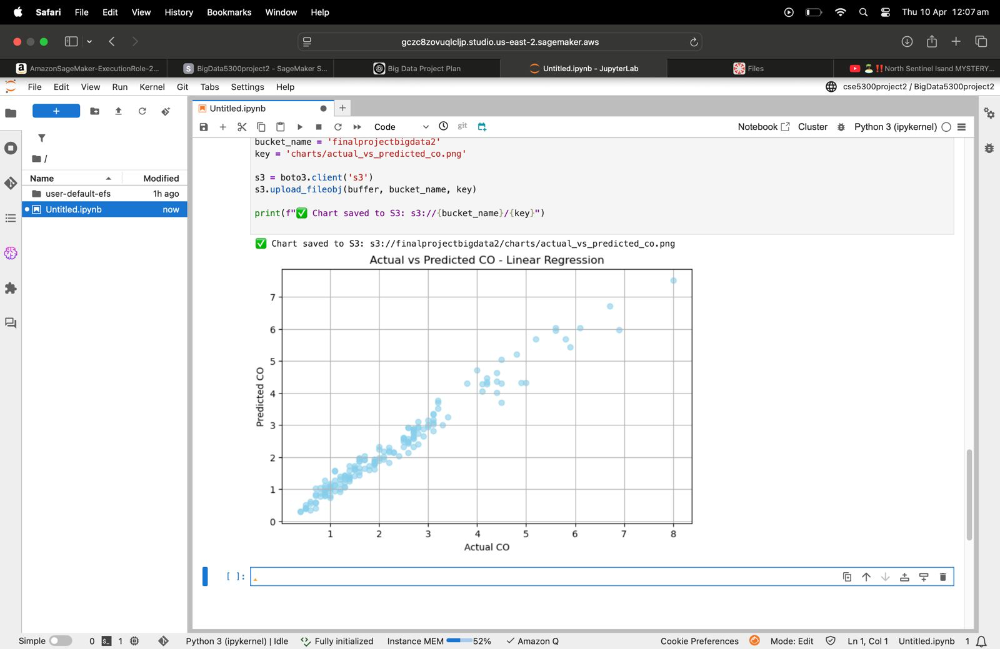 Safari File Edit View History Bookmarks Window Help Thu 10 Apr 12:07 am
gczc8zovuqlcljp.studio.us-east-2.sagemaker.aws
AmazonSageMaker-ExecutionRole-2... BigData5300project2 - SageMaker S... Big Data Project Plan Untitled.ipynb - JupyterLab Files ‼️North Sentinel Isand MYSTERY...
File Edit View Run Kernel Git Tabs Settings Help cse5300project2 / BigData5300project2
Untitled.ipynb
Code git Notebook Cluster Python 3 (ipykernel)
/
Name Modified
user-default-efs 1h ago
Untitled.ipynb now
bucket_name = 'finalprojectbigdata2'
key = 'charts/actual_vs_predicted_co.png'
s3 = boto3.client('s3')
s3.upload_fileobj(buffer, bucket_name, key)
print(f"✅ Chart saved to S3: s3://{bucket_name}/{key}")
✅ Chart saved to S3: s3://finalprojectbigdata2/charts/actual_vs_predicted_co.png
Actual vs Predicted CO - Linear Regression
Predicted CO
7
6
5
4
3
2
1
0
1 2 3 4 5 6 7 8
Actual CO
[ ]:
Simple 0 1 Python 3 (ipykernel) | Idle Fully initialized Instance MEM 52% Amazon Q Cookie Preferences Mode: Edit Ln 1, Col 1 Untitled.ipynb 1